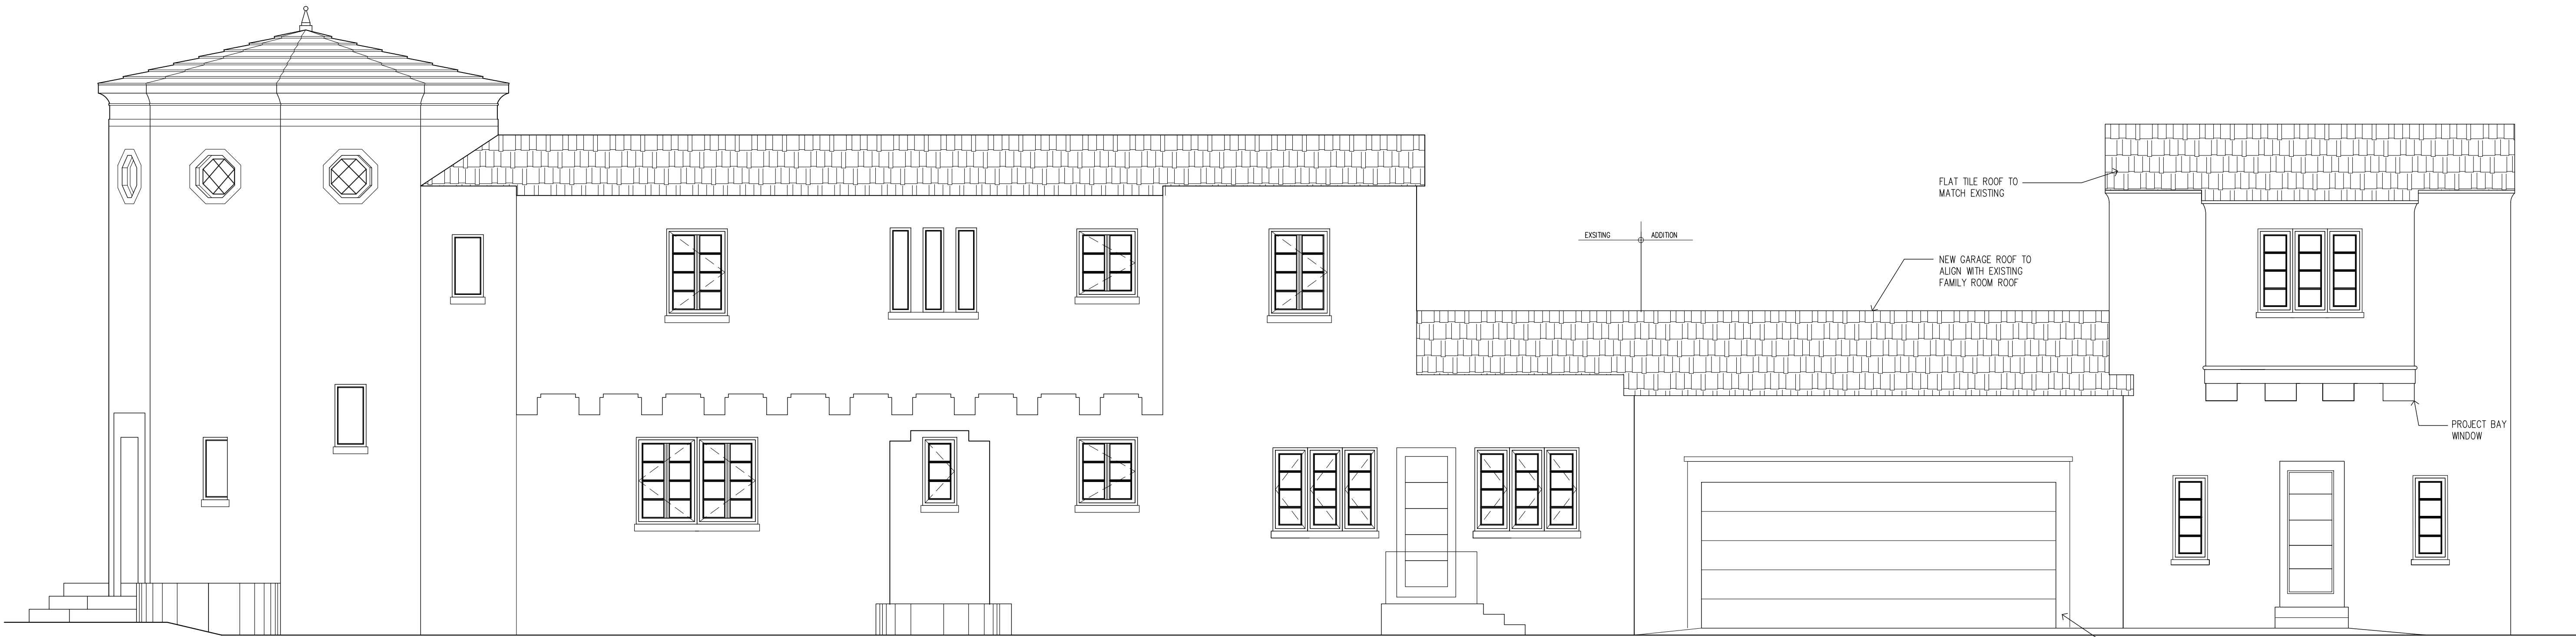 FLAT TILE ROOF TO
MATCH EXISTING
EXSITING
ADDITION
NEW GARAGE ROOF TO
ALIGN WITH EXISTING
FAMILY ROOM ROOF
PROJECT BAY
WINDOW